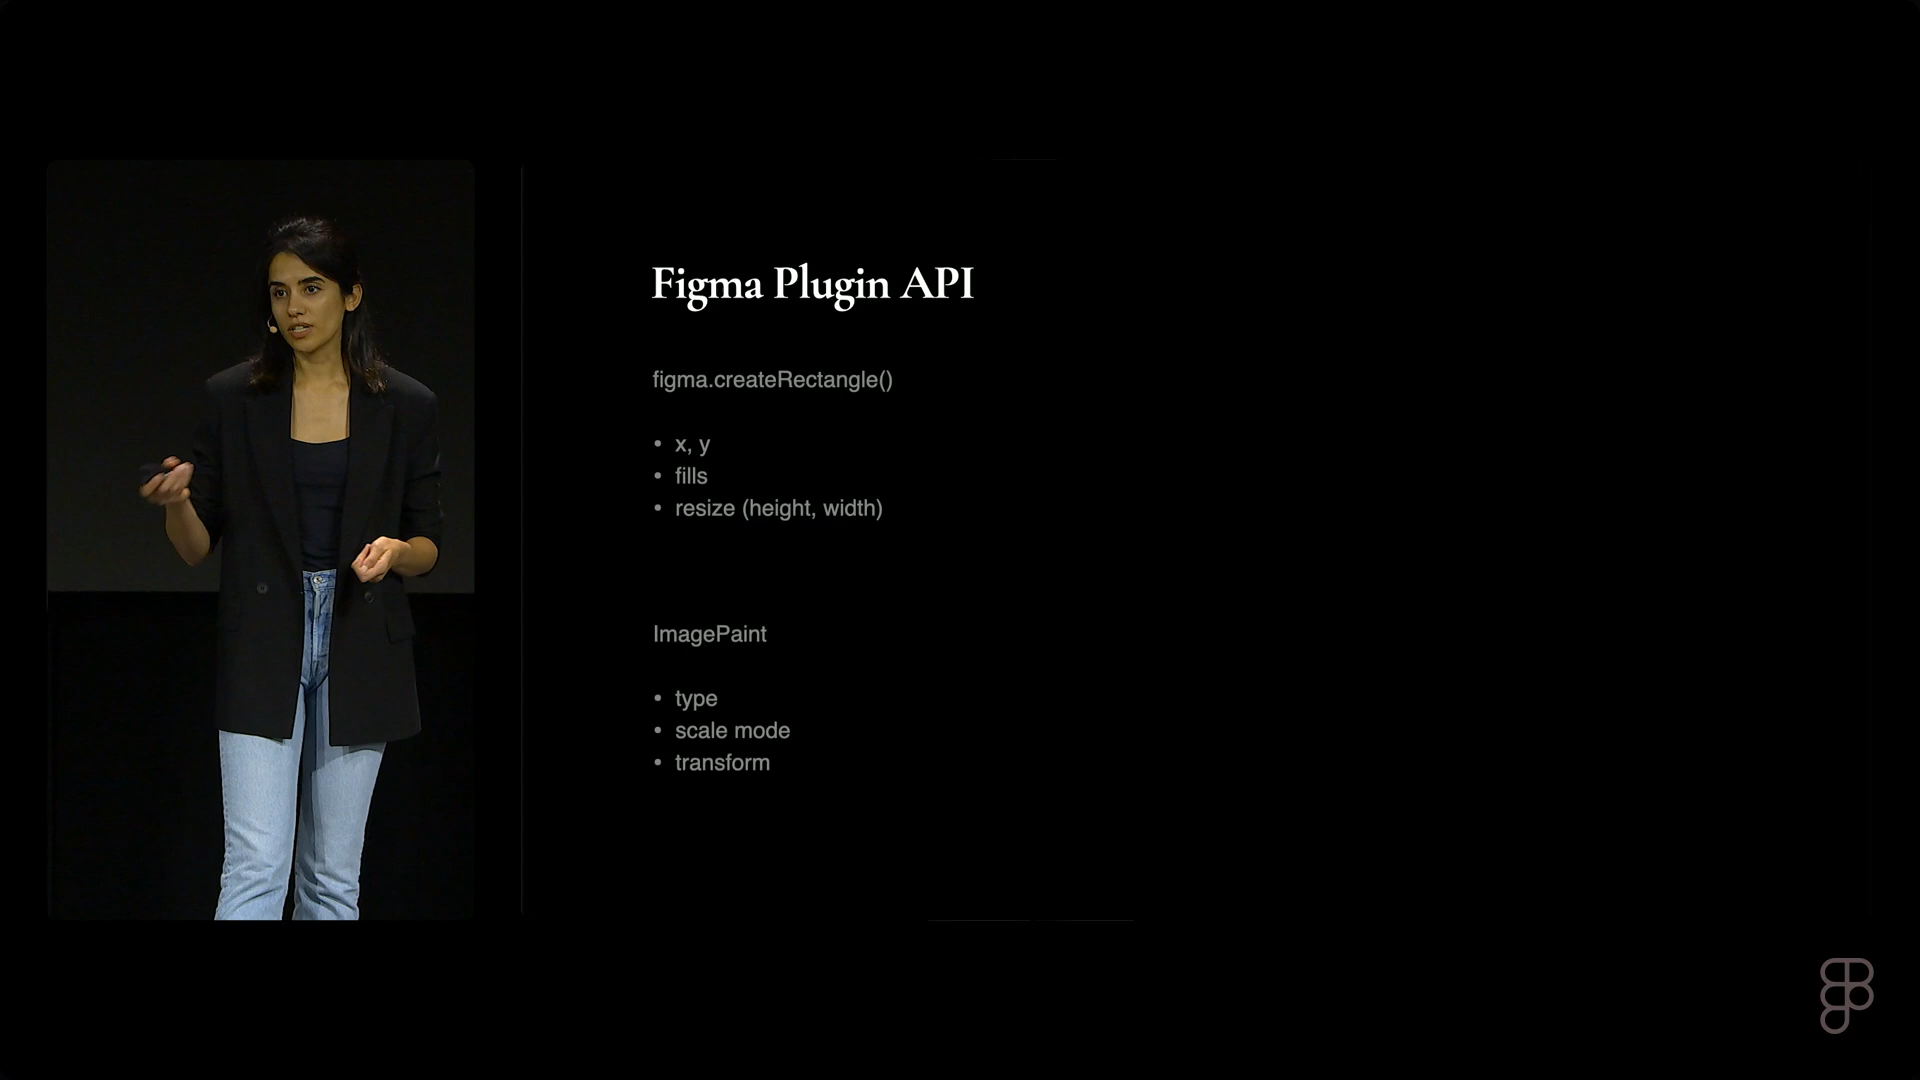 Figma Plugin API
figma.createRectangle()
• x, y
• fills
• resize (height, width)
ImagePaint
• type
• scale mode
• transform